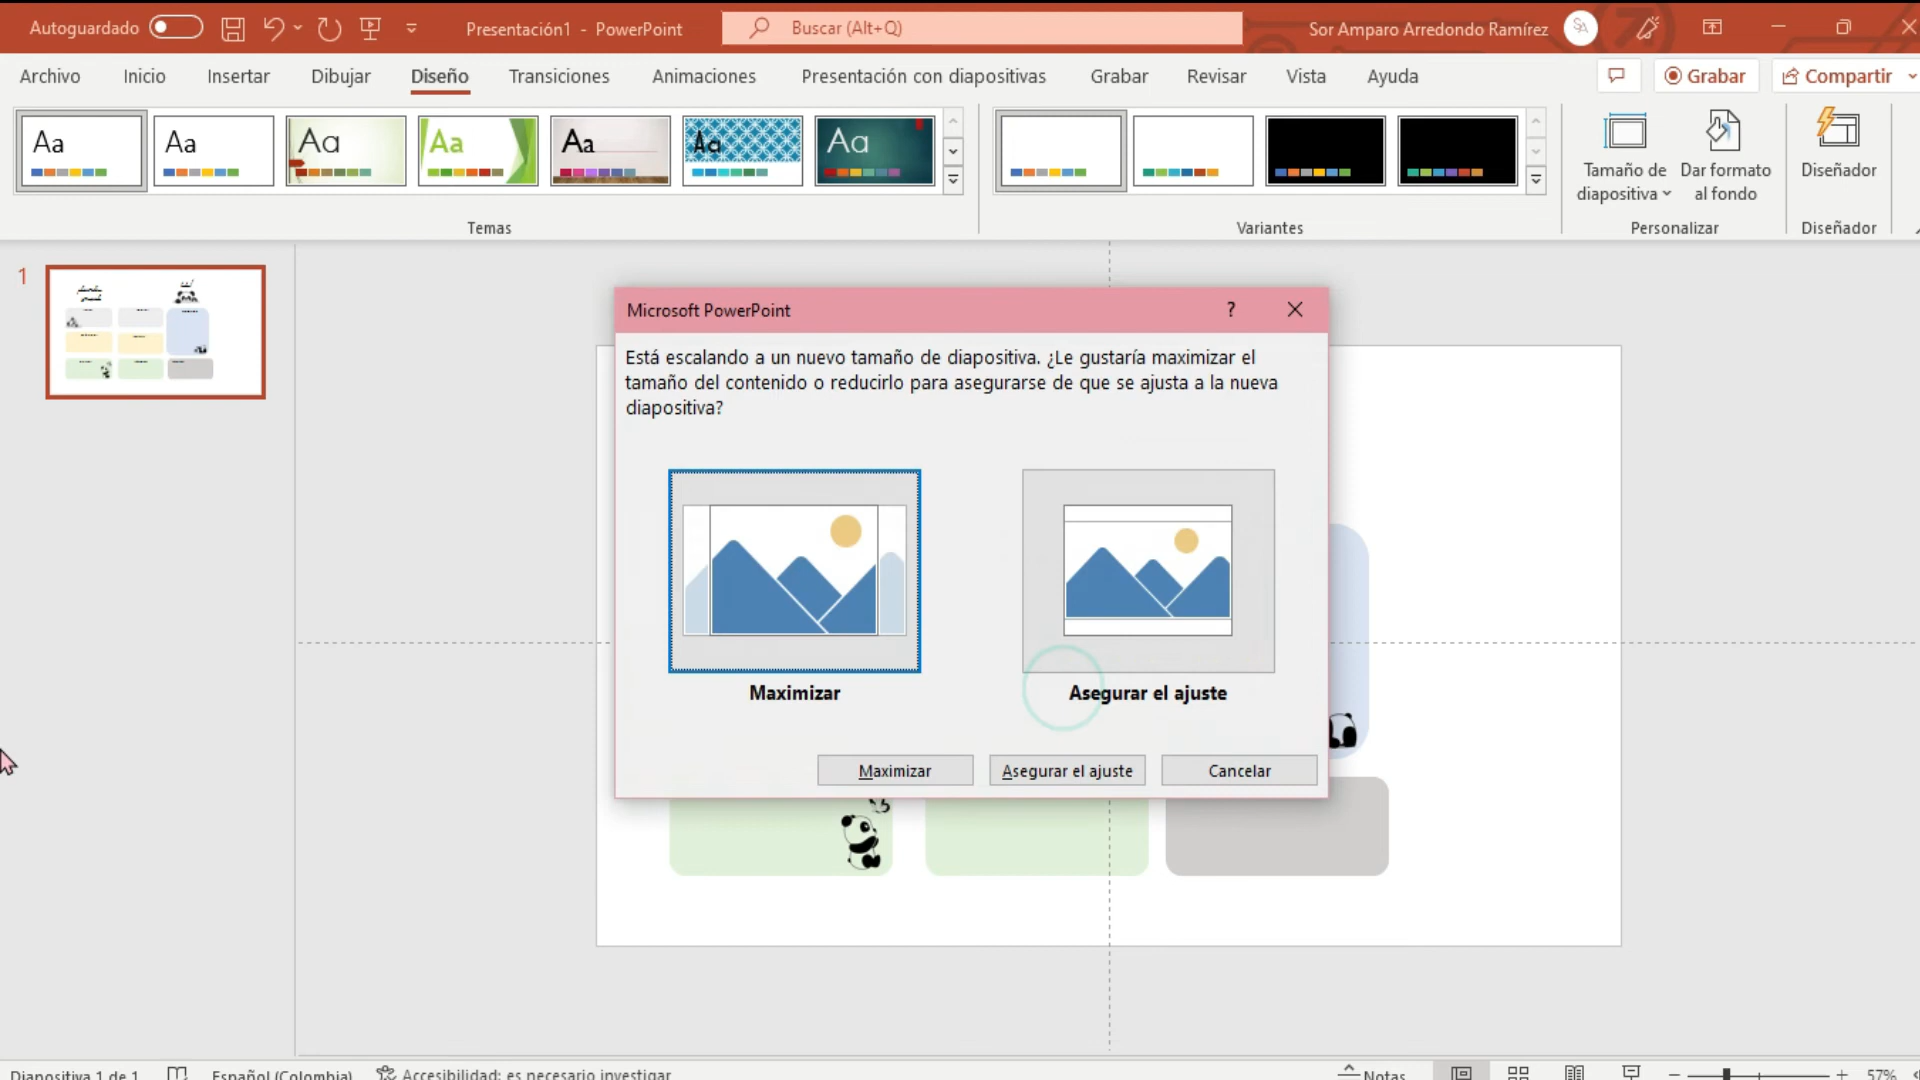 Autoguardado
Presentación1 - PowerPoint
Buscar (Alt+Q)
Sor Amparo Arredondo Ramírez
SA
Archivo Inicio Insertar Dibujar Diseño Transiciones Animaciones Presentación con diapositivas Grabar Revisar Vista Ayuda
Grabar
Compartir
Aa Aa Aa Aa Aa Aa Aa
Tamaño de diapositiva
Dar formato al fondo
Diseñador
Temas
Variantes
Personalizar
Diseñador
1
Microsoft PowerPoint
?
Está escalando a un nuevo tamaño de diapositiva. ¿Le gustaría maximizar el
tamaño del contenido o reducirlo para asegurarse de que se ajusta a la nueva
diapositiva?
Maximizar
Asegurar el ajuste
Maximizar
Asegurar el ajuste
Cancelar
Diapositiva 1 de 1
Español (Colombia)
Accesibilidad: es necesario investigar
Notas
57%